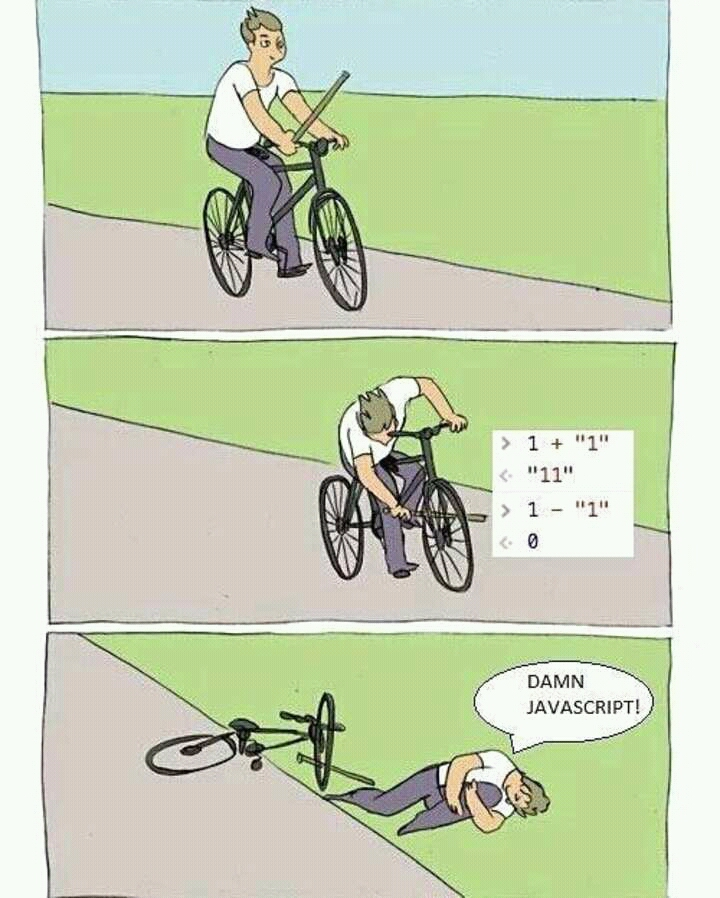 > 1 + "1"
<· "11"
> 1 - "1"
<· 0
DAMN
JAVASCRIPT!